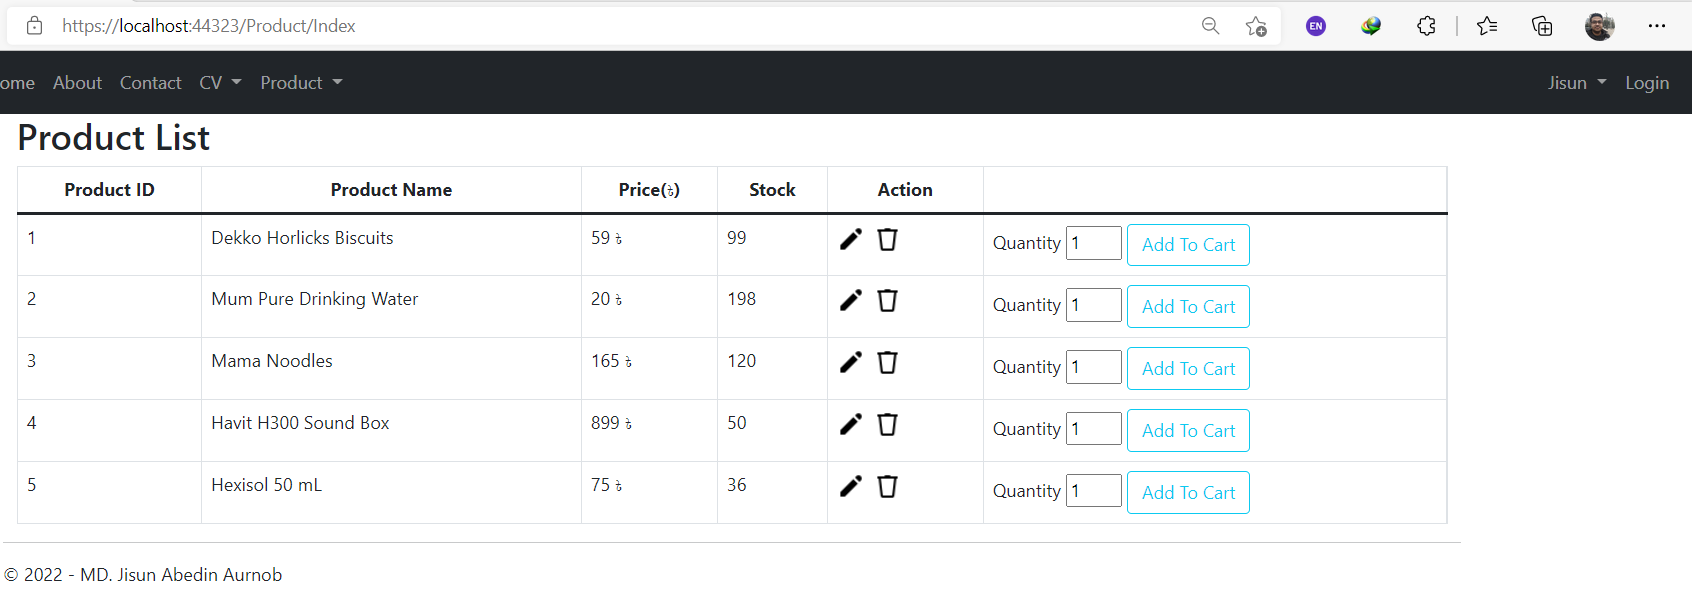 https://localhost:44323/Product/Index EN
ome About Contact CV Product Jisun Login
Product List
Product ID Product Name Price(৳) Stock Action
1 Dekko Horlicks Biscuits 59 ৳ 99 Quantity 1 Add To Cart
2 Mum Pure Drinking Water 20 ৳ 198 Quantity 1 Add To Cart
3 Mama Noodles 165 ৳ 120 Quantity 1 Add To Cart
4 Havit H300 Sound Box 899 ৳ 50 Quantity 1 Add To Cart
5 Hexisol 50 mL 75 ৳ 36 Quantity 1 Add To Cart
© 2022 - MD. Jisun Abedin Aurnob